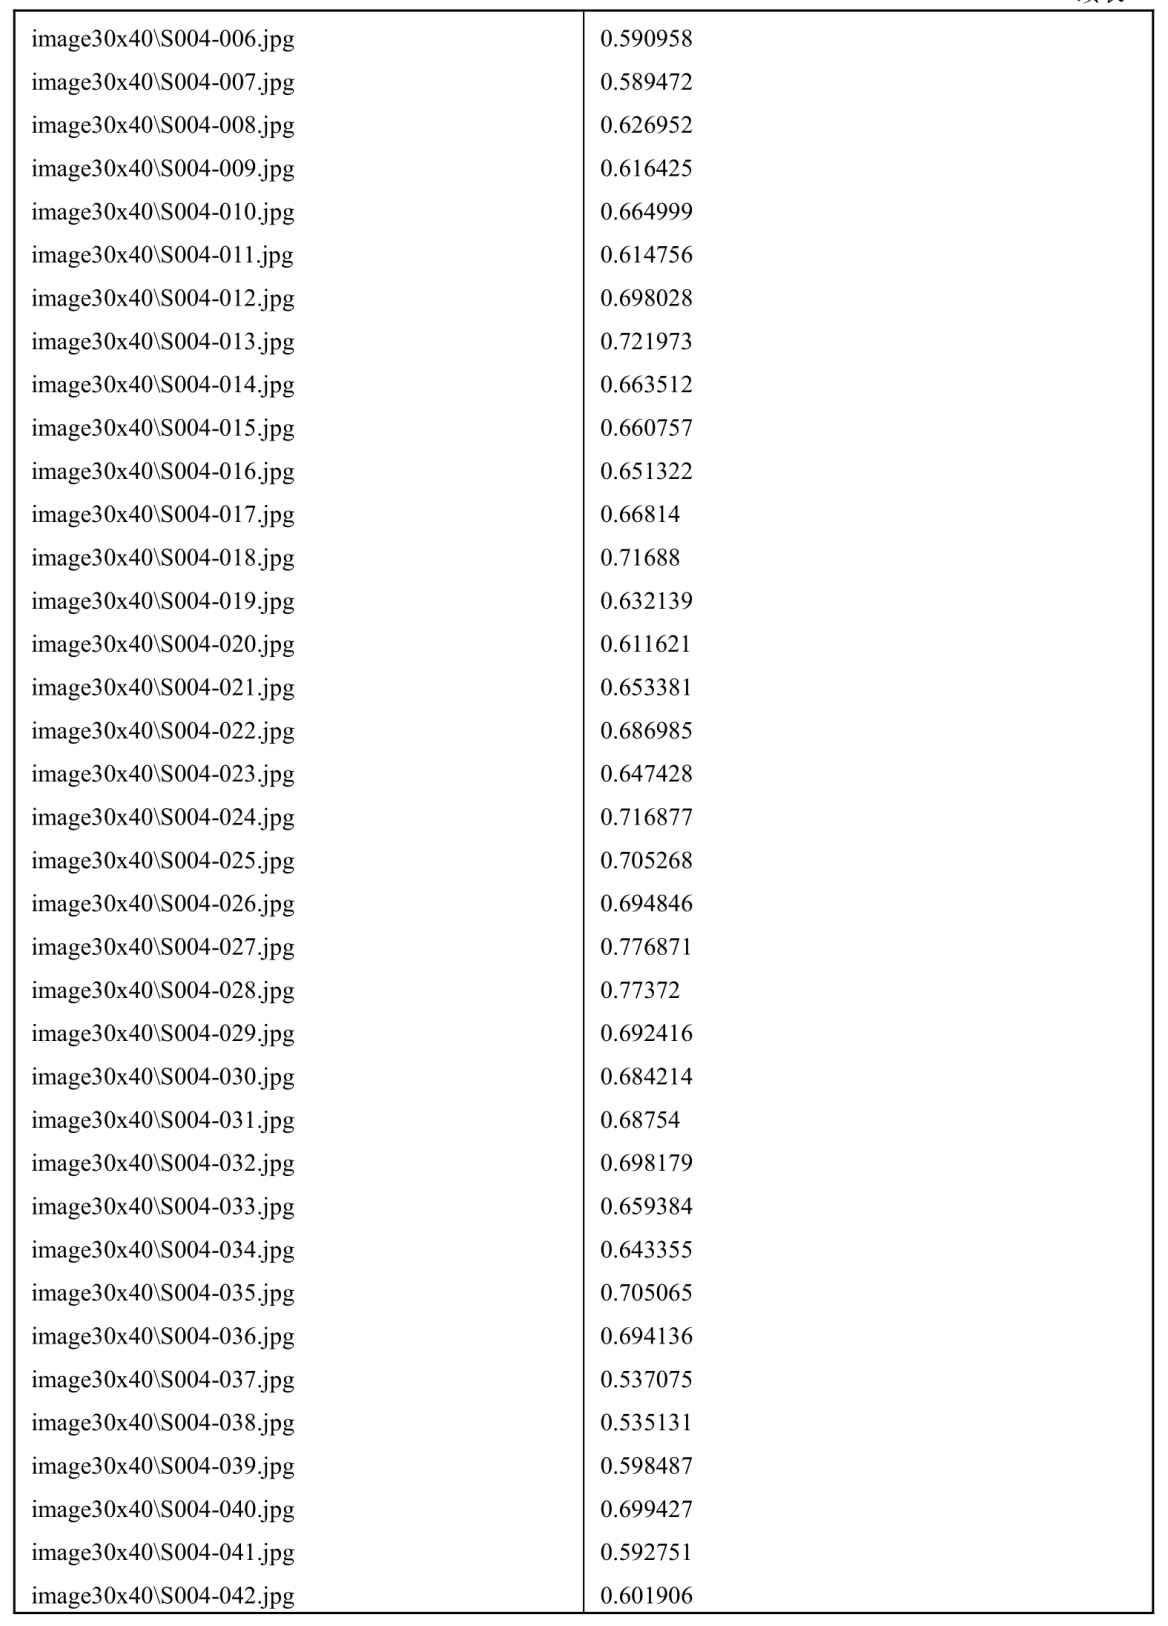 image30x40\S004-006.jpg 0.590958
image30x40\S004-007.jpg 0.589472
image30x40\S004-008.jpg 0.626952
image30x40\S004-009.jpg 0.616425
image30x40\S004-010.jpg 0.664999
image30x40\S004-011.jpg 0.614756
image30x40\S004-012.jpg 0.698028
image30x40\S004-013.jpg 0.721973
image30x40\S004-014.jpg 0.663512
image30x40\S004-015.jpg 0.660757
image30x40\S004-016.jpg 0.651322
image30x40\S004-017.jpg 0.66814
image30x40\S004-018.jpg 0.71688
image30x40\S004-019.jpg 0.632139
image30x40\S004-020.jpg 0.611621
image30x40\S004-021.jpg 0.653381
image30x40\S004-022.jpg 0.686985
image30x40\S004-023.jpg 0.647428
image30x40\S004-024.jpg 0.716877
image30x40\S004-025.jpg 0.705268
image30x40\S004-026.jpg 0.694846
image30x40\S004-027.jpg 0.776871
image30x40\S004-028.jpg 0.77372
image30x40\S004-029.jpg 0.692416
image30x40\S004-030.jpg 0.684214
image30x40\S004-031.jpg 0.68754
image30x40\S004-032.jpg 0.698179
image30x40\S004-033.jpg 0.659384
image30x40\S004-034.jpg 0.643355
image30x40\S004-035.jpg 0.705065
image30x40\S004-036.jpg 0.694136
image30x40\S004-037.jpg 0.537075
image30x40\S004-038.jpg 0.535131
image30x40\S004-039.jpg 0.598487
image30x40\S004-040.jpg 0.699427
image30x40\S004-041.jpg 0.592751
image30x40\S004-042.jpg 0.601906